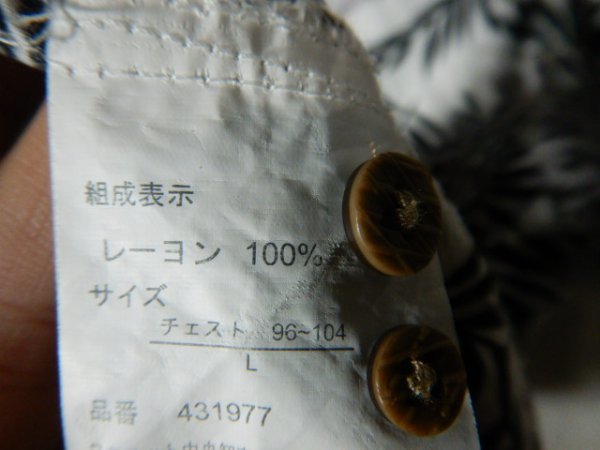 組成表示
レーヨン 100%
サイズ
チェスト 96~104
L
品番 431977